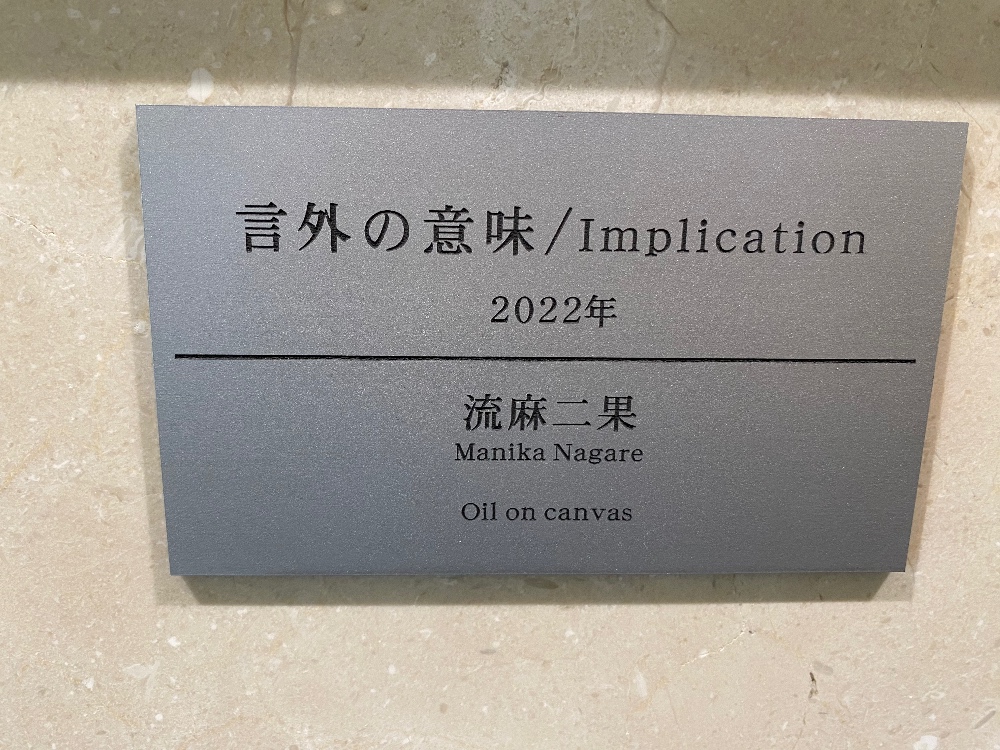 言外の意味/Implication
2022年
流麻二果
Manika Nagare
Oil on canvas